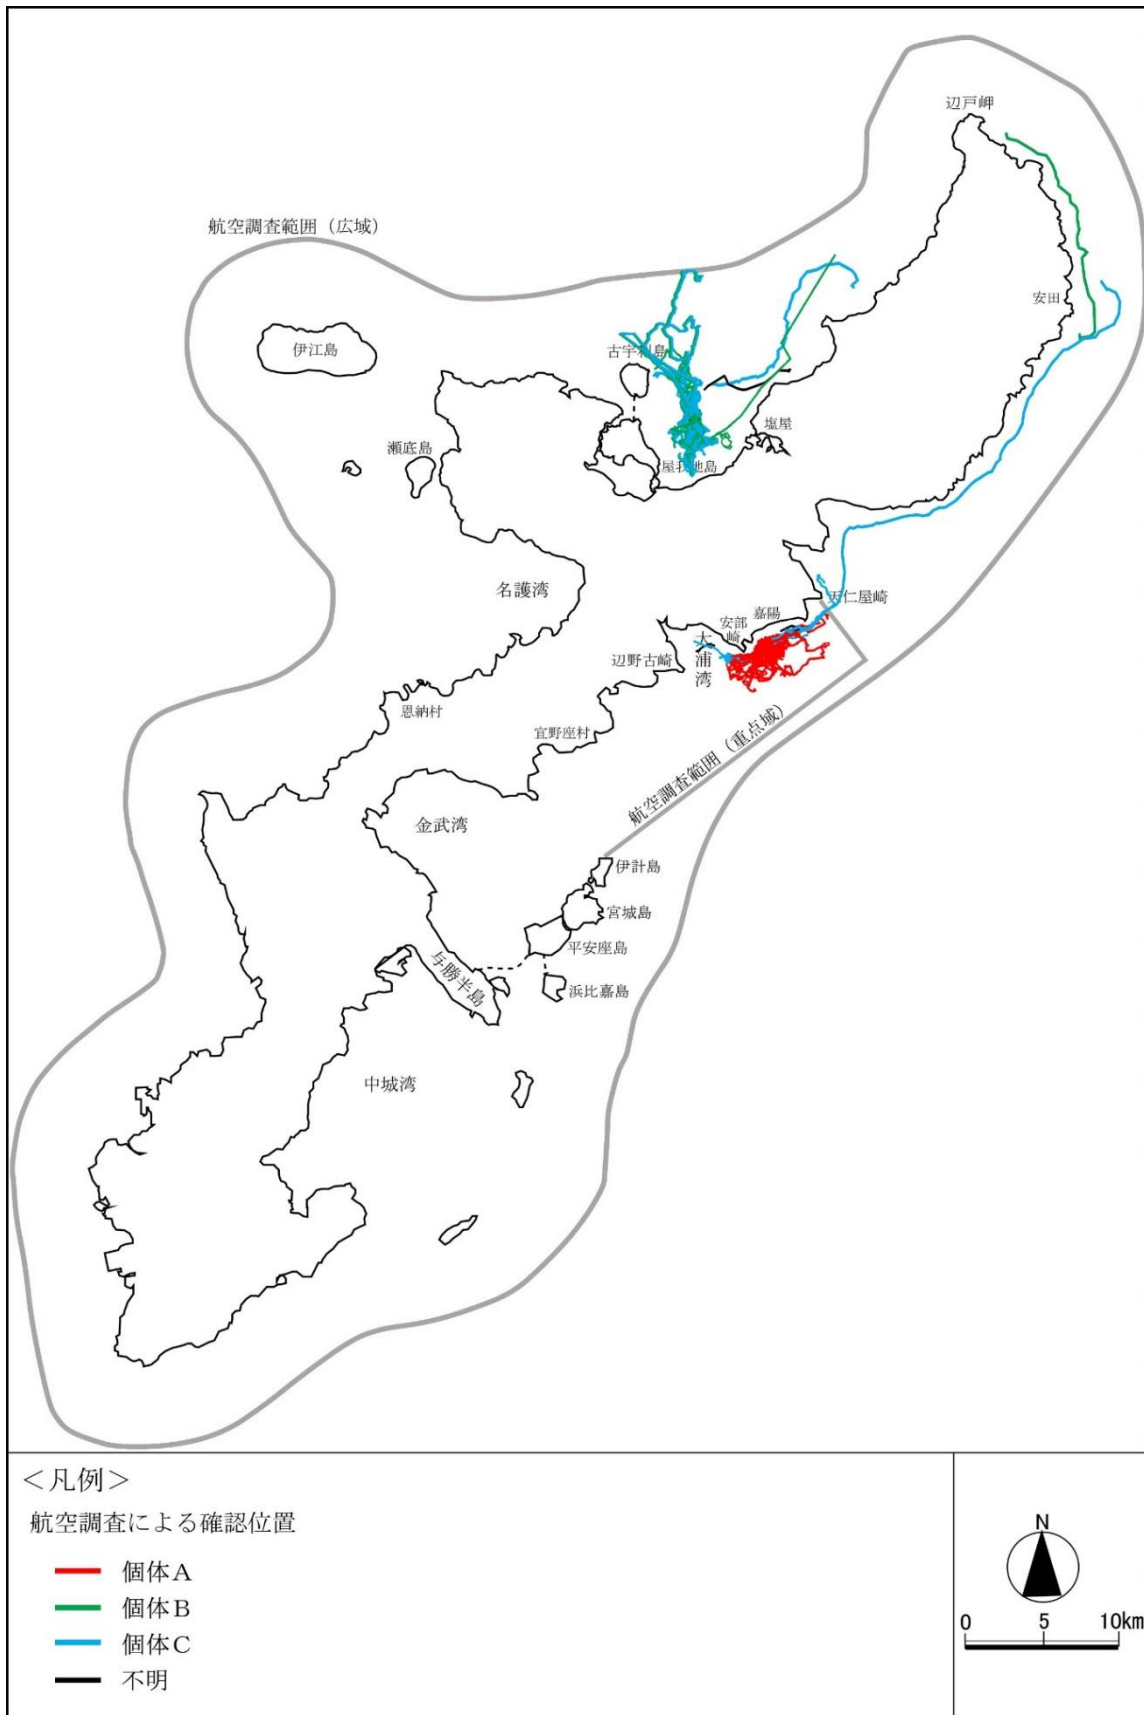 辺戸岬
航空調査範囲（広域）
安田
伊江島
古宇利島
塩屋
瀬底島
屋我地島
名護湾
天仁屋崎
嘉陽
安部崎
大浦湾
辺野古崎
恩納村
宜野座村
航空調査範囲（重点域）
金武湾
伊計島
宮城島
平安座島
与勝半島
浜比嘉島
中城湾
＜凡例＞
航空調査による確認位置
個体A
個体B
個体C
不明
N
0 5 10km